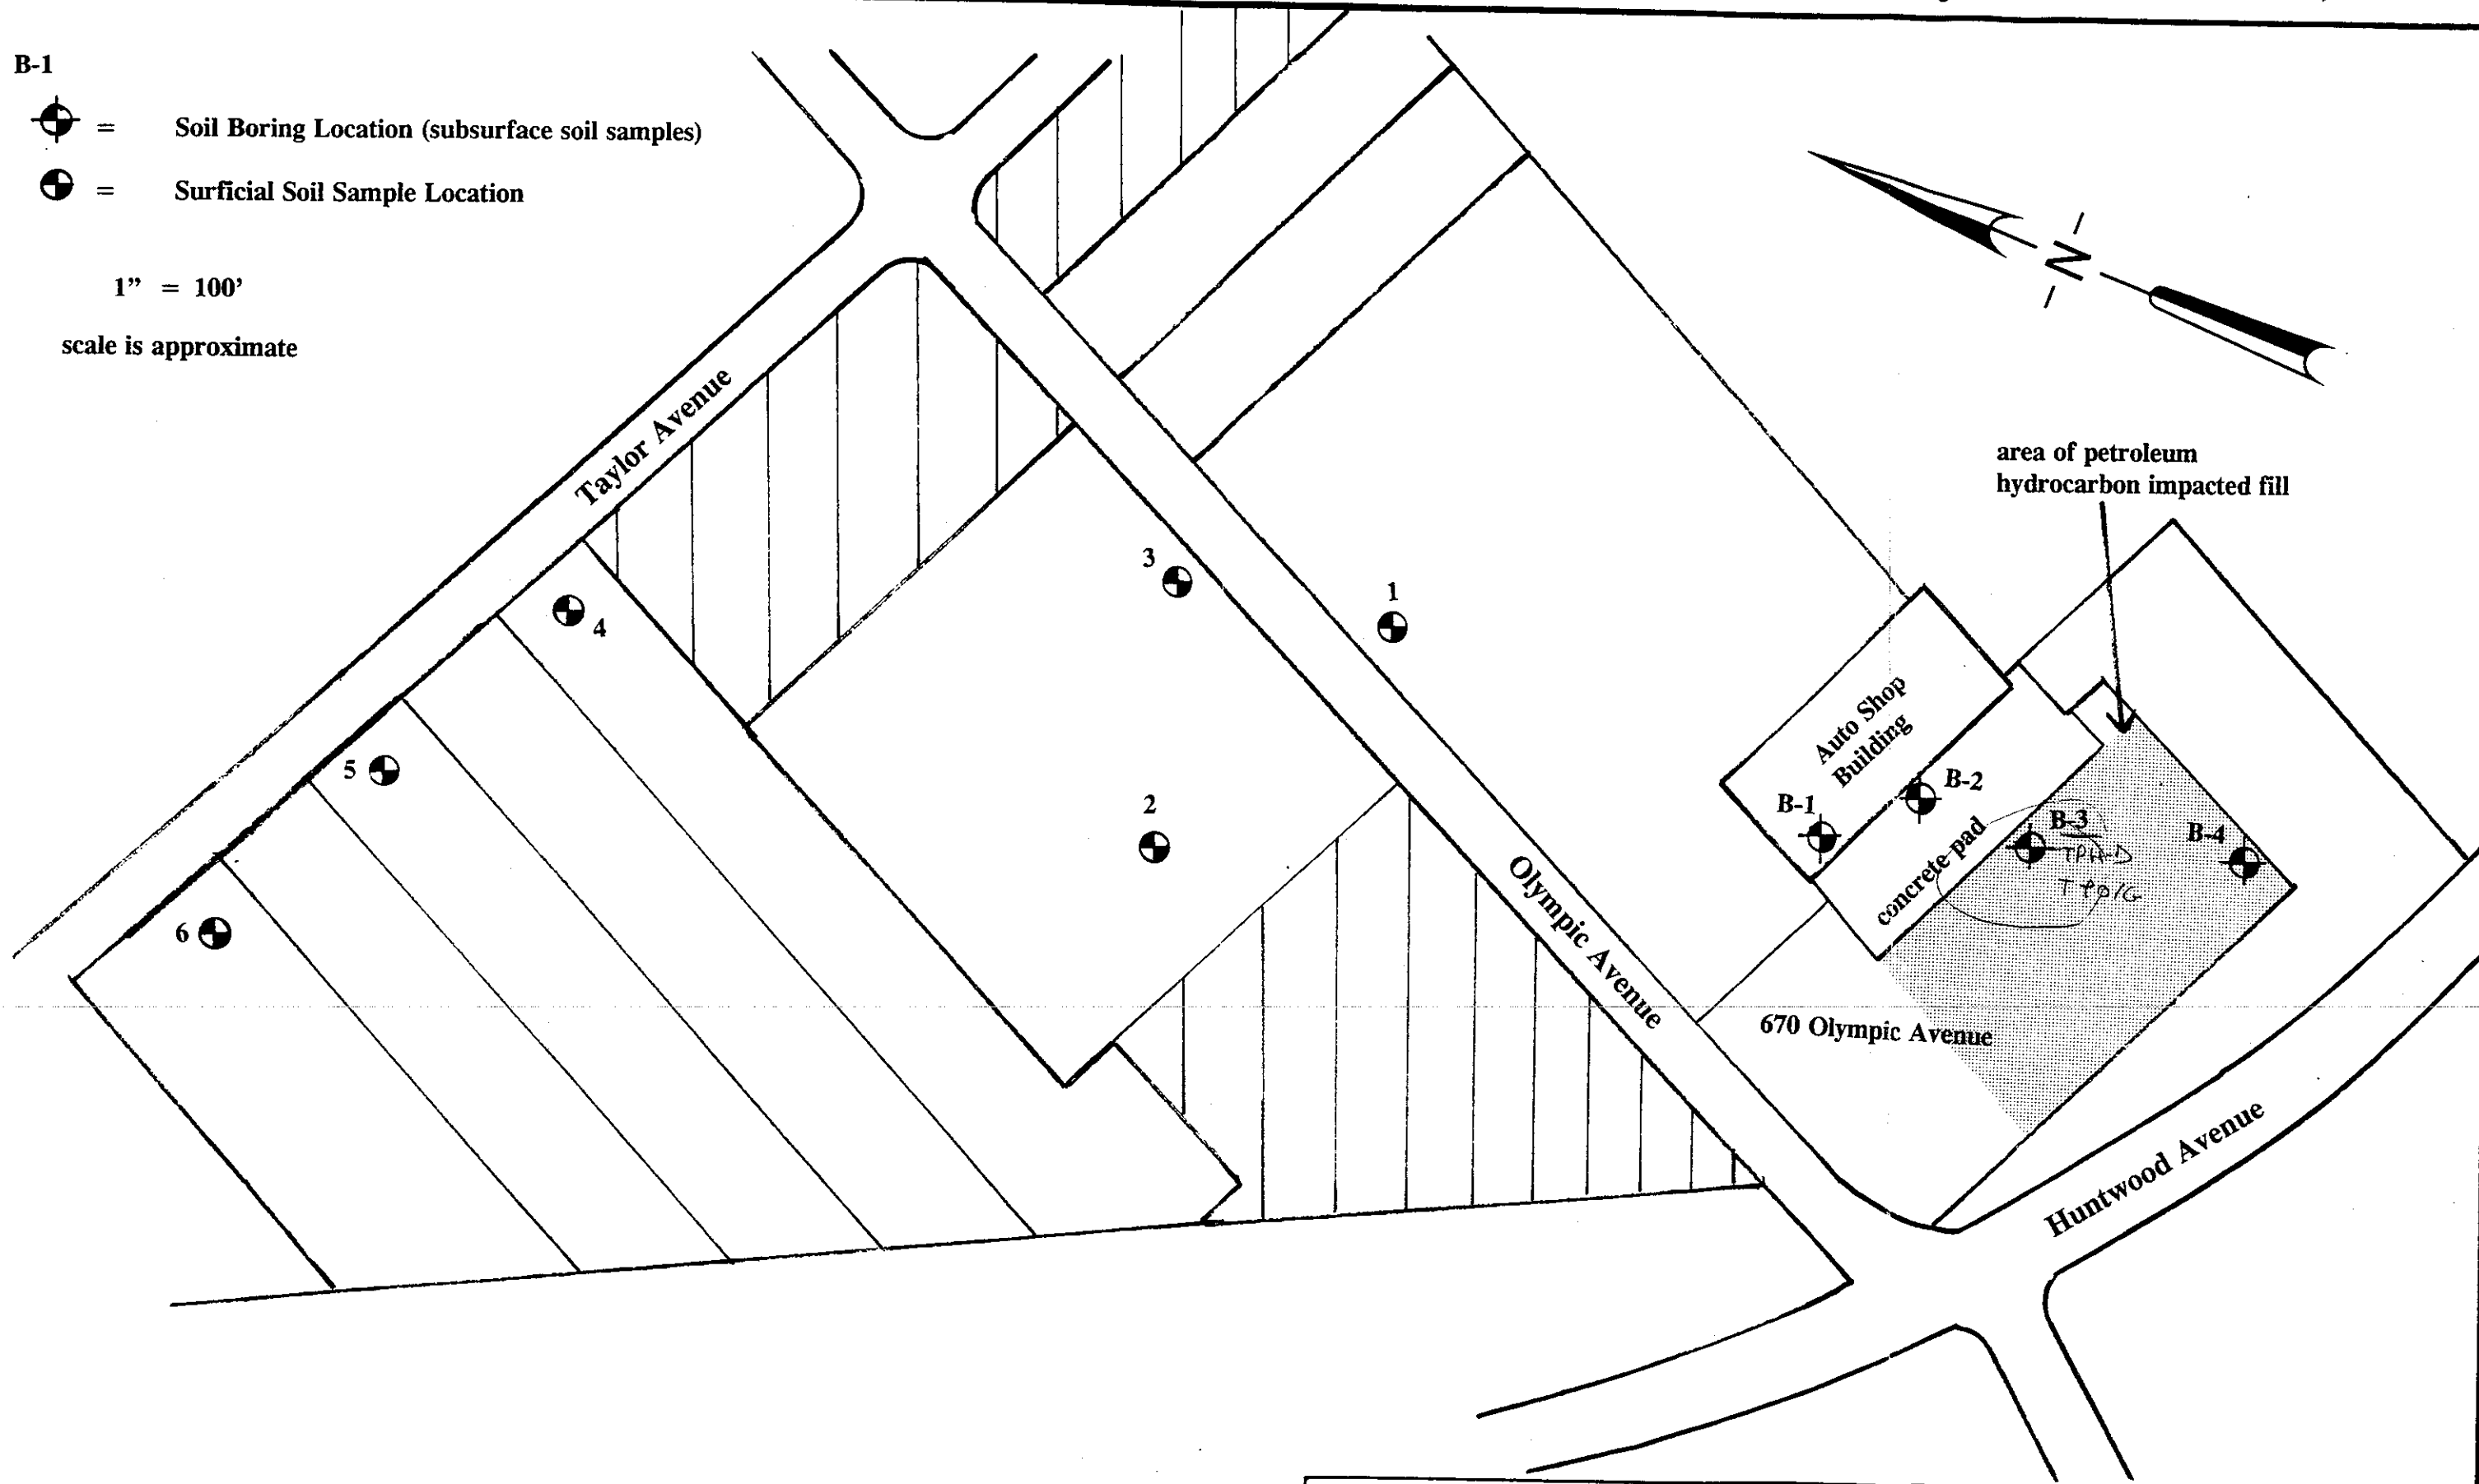 B-1
= Soil Boring Location (subsurface soil samples)
= Surficial Soil Sample Location
1” = 100’
scale is approximate
N
Taylor Avenue
area of petroleum
hydrocarbon impacted fill
3
1
4
Auto Shop
Building
5
2
B-1
B-2
B-3
TPH-D
B-4
concrete pad
6
Olympic Avenue
670 Olympic Avenue
Huntwood Avenue